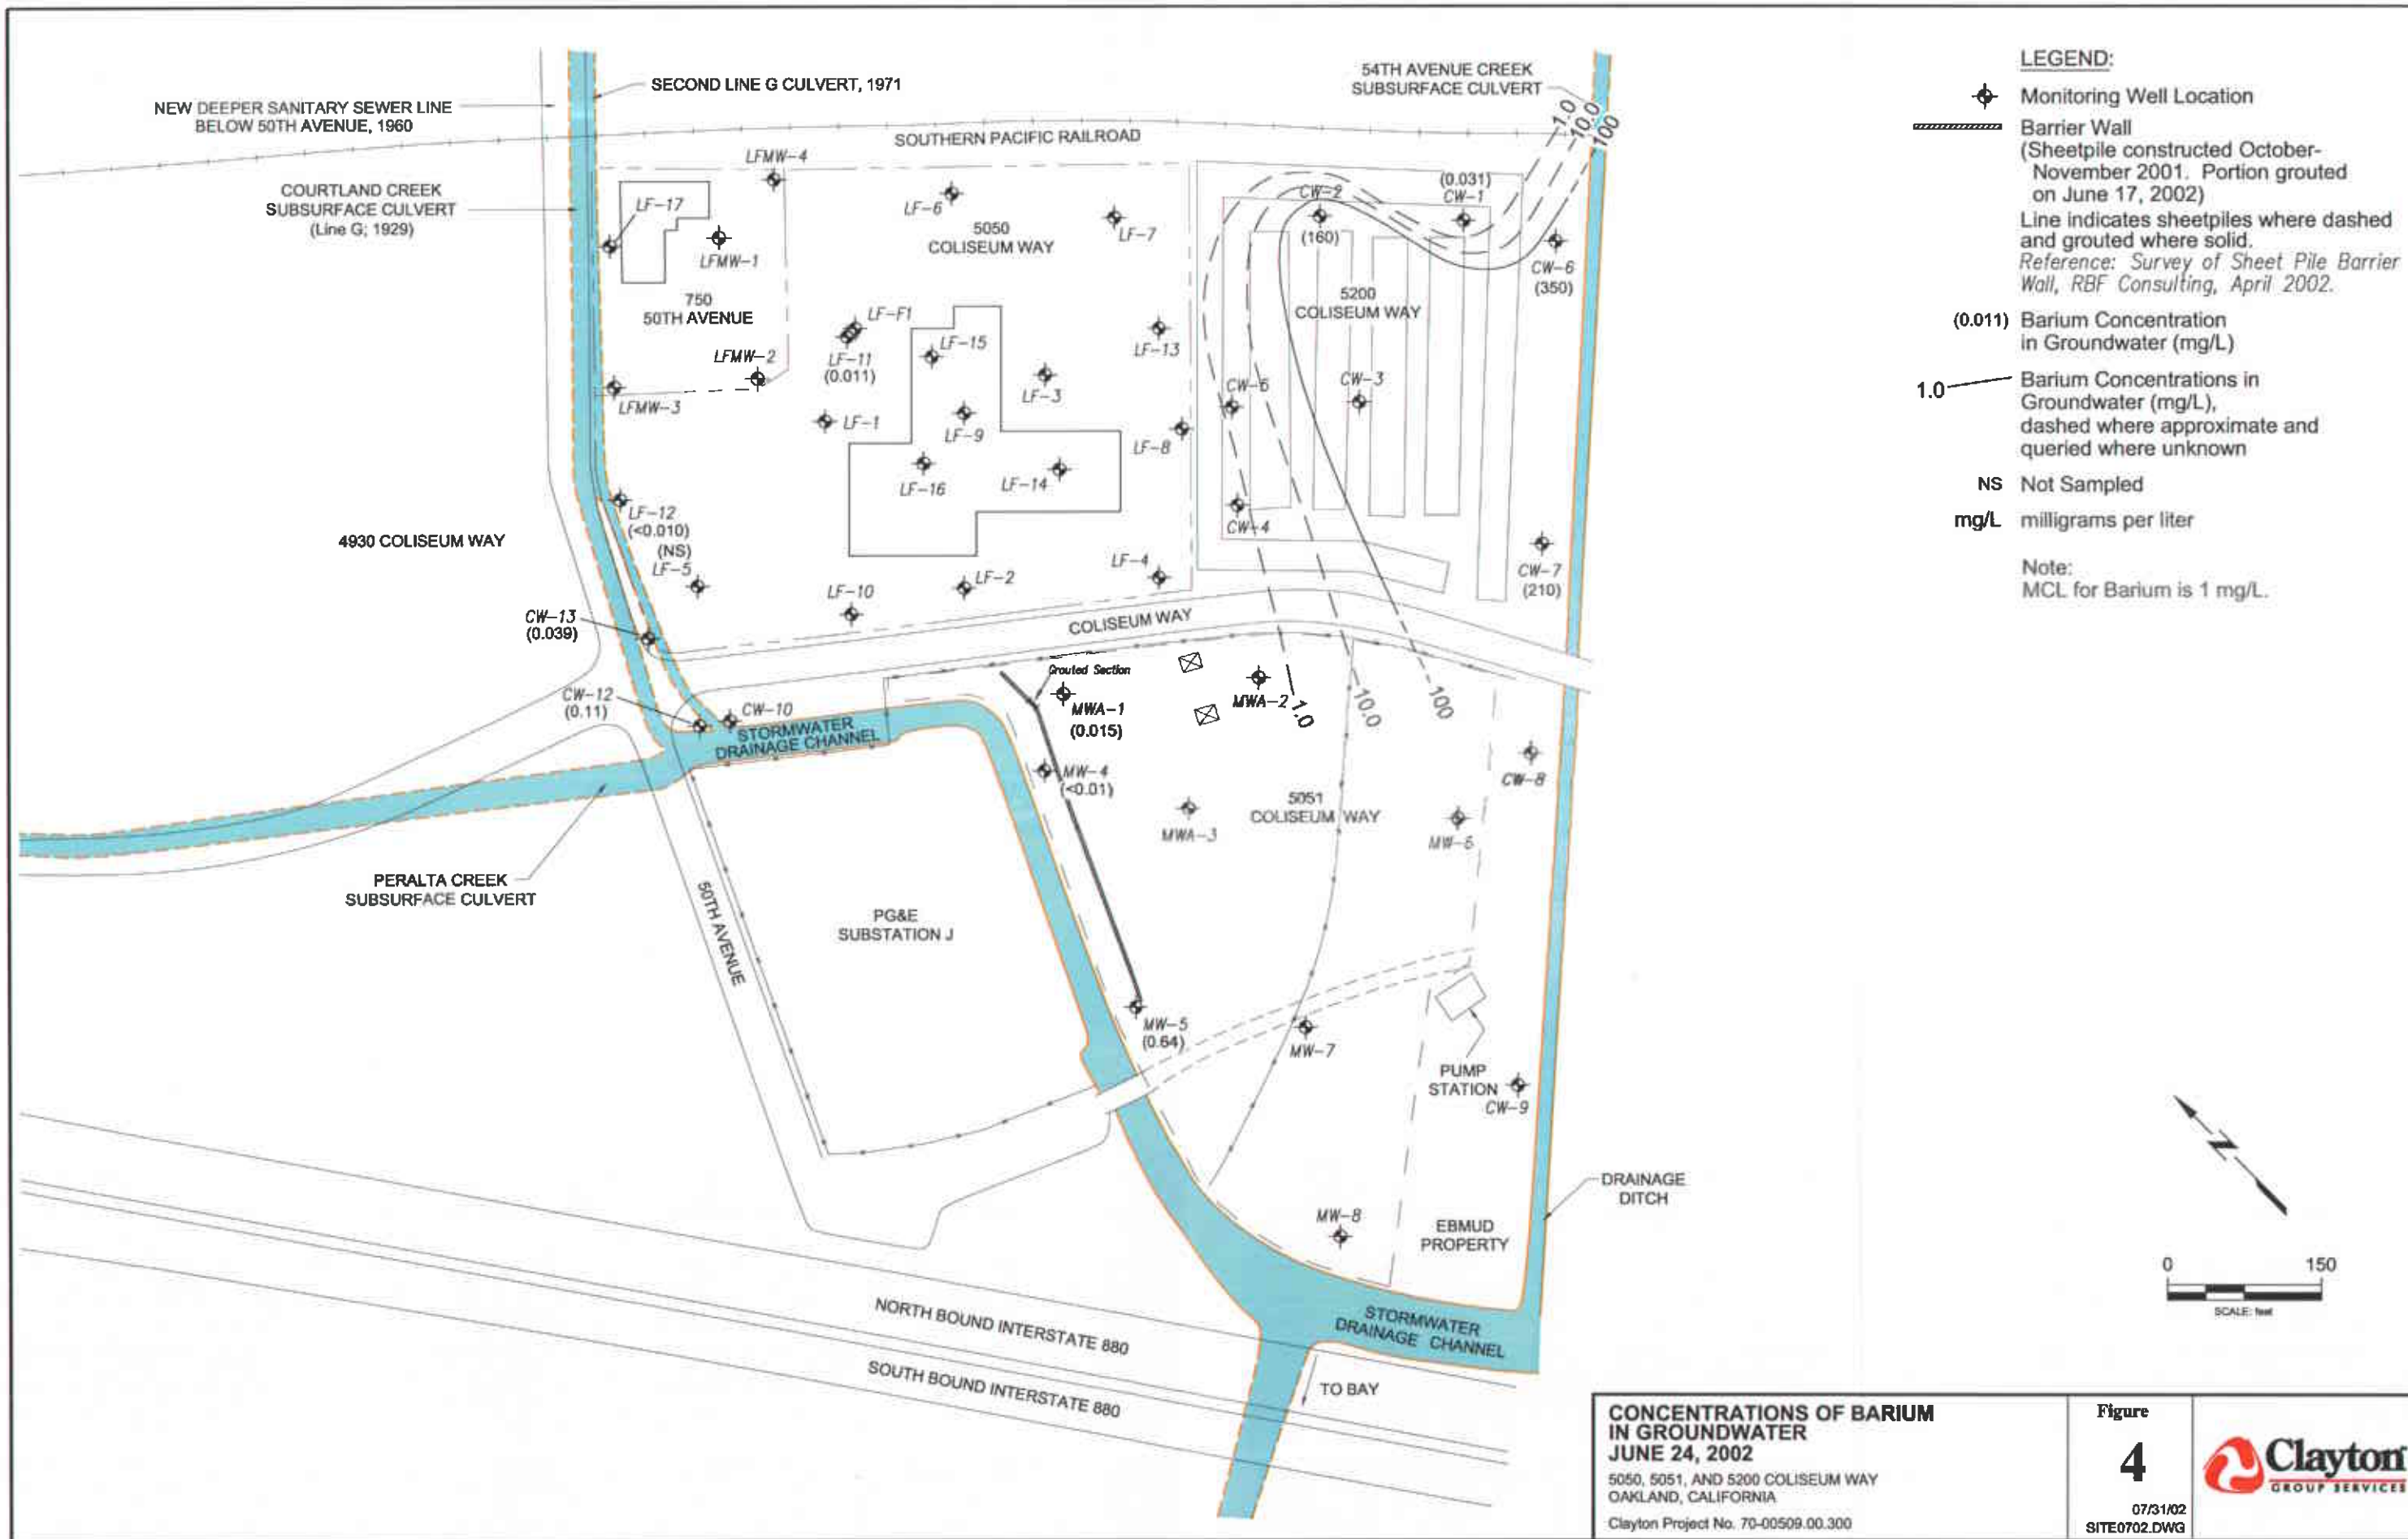 NEW DEEPER SANITARY SEWER LINE
BELOW 50TH AVENUE, 1960
SECOND LINE G CULVERT, 1971
COURTLAND CREEK
SUBSURFACE CULVERT
(Line G; 1929)
SOUTHERN PACIFIC RAILROAD
54TH AVENUE CREEK
SUBSURFACE CULVERT
1.0
10.0
100
LFMW-4
LF-17
LFMW-1
750
50TH AVENUE
LFMW-2
LFMW-3
LF-6
5050
COLISEUM WAY
LF-7
LF-F1
LF-11
(0.011)
LF-15
LF-3
LF-13
LF-1
LF-9
LF-8
LF-16
LF-14
CW-2
(160)
(0.031)
CW-1
CW-6
(350)
5200
COLISEUM WAY
CW-6
CW-3
CW-4
CW-7
(210)
LF-12
(<0.010)
(NS)
LF-5
4930 COLISEUM WAY
LF-10
LF-2
LF-4
CW-13
(0.039)
COLISEUM WAY
CW-12
(0.11)
CW-10
STORMWATER
DRAINAGE CHANNEL
Grouted Section
MWA-1
(0.015)
MWA-2
1.0
10.0
100
MW-4
(<0.01)
MWA-3
5051
COLISEUM WAY
CW-8
MW-6
PERALTA CREEK
SUBSURFACE CULVERT
50TH AVENUE
PG&E
SUBSTATION J
MW-5
(0.64)
MW-7
PUMP
STATION
CW-9
DRAINAGE
DITCH
MW-8
EBMUD
PROPERTY
STORMWATER
DRAINAGE CHANNEL
NORTH BOUND INTERSTATE 880
SOUTH BOUND INTERSTATE 880
TO BAY
LEGEND:
Monitoring Well Location
Barrier Wall
(Sheetpile constructed October-
November 2001. Portion grouted
on June 17, 2002)
Line indicates sheetpiles where dashed
and grouted where solid.
Reference: Survey of Sheet Pile Barrier
Wall, RBF Consulting, April 2002.
(0.011) Barium Concentration
in Groundwater (mg/L)
1.0 Barium Concentrations in
Groundwater (mg/L),
dashed where approximate and
queried where unknown
NS Not Sampled
mg/L milligrams per liter
Note:
MCL for Barium is 1 mg/L.
N
0 150
SCALE: feet
CONCENTRATIONS OF BARIUM
IN GROUNDWATER
JUNE 24, 2002
5050, 5051, AND 5200 COLISEUM WAY
OAKLAND, CALIFORNIA
Clayton Project No. 70-00509.00.300
Figure
4
07/31/02
SITE0702.DWG
Clayton
GROUP SERVICES